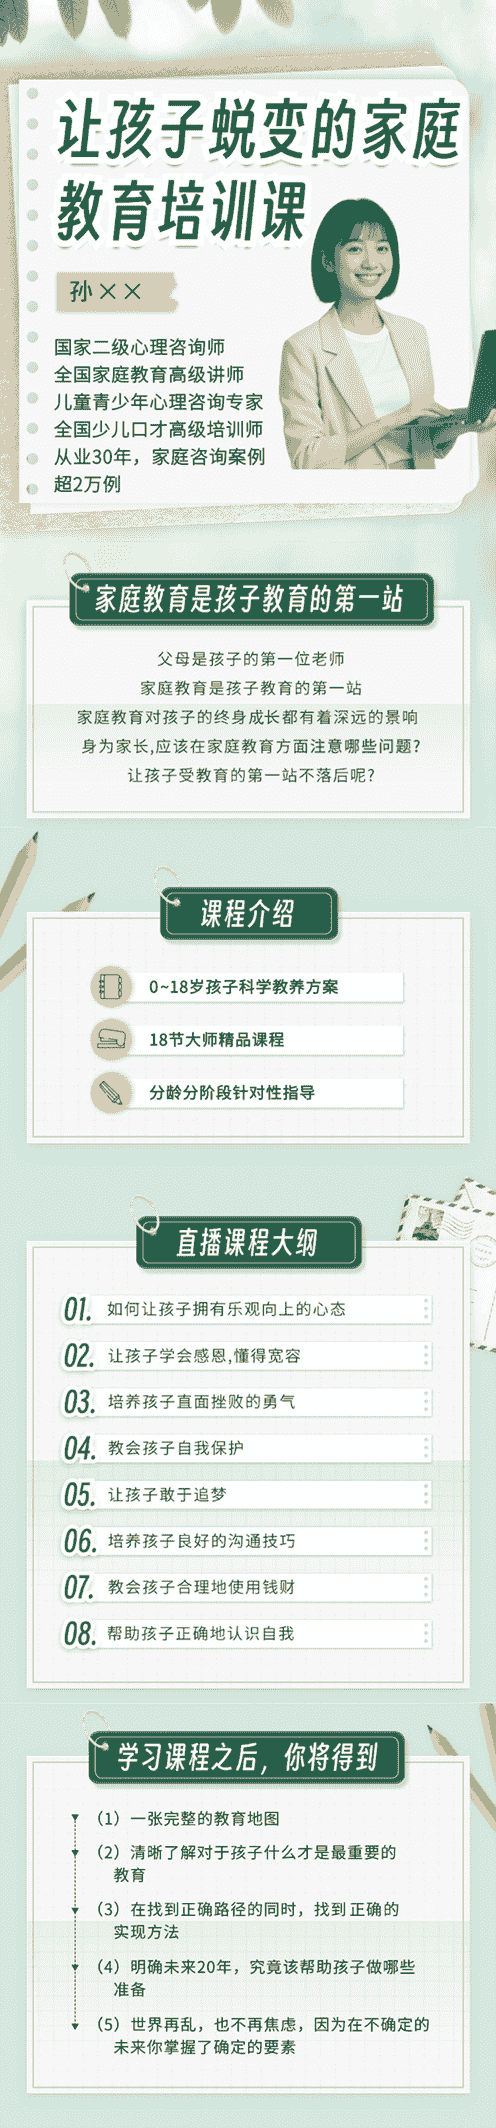 让孩子蜕变的家庭
教育培训课
孙××
国家二级心理咨询师
全国家庭教育高级讲师
儿童青少年心理咨询专家
全国少儿口才高级培训师
从业30年，家庭咨询案例
超2万例
家庭教育是孩子教育的第一站
父母是孩子的第一位老师
家庭教育是孩子教育的第一站
家庭教育对孩子的终身成长都有着深远的景响
身为家长,应该在家庭教育方面注意哪些问题?
让孩子受教育的第一站不落后呢?
课程介绍
0~18岁孩子科学教养方案
18节大师精品课程
分龄分阶段针对性指导
直播课程大纲
01. 如何让孩子拥有乐观向上的心态
02. 让孩子学会感恩,懂得宽容
03. 培养孩子直面挫败的勇气
04. 教会孩子自我保护
05. 让孩子敢于追梦
06. 培养孩子良好的沟通技巧
07. 教会孩子合理地使用钱财
08. 帮助孩子正确地认识自我
学习课程之后，你将得到
（1）一张完整的教育地图
（2）清晰了解对于孩子什么才是最重要的
教育
（3）在找到正确路径的同时，找到正确的
实现方法
（4）明确未来20年，究竟该帮助孩子做哪些
准备
（5）世界再乱，也不再焦虑，因为在不确定的
未来你掌握了确定的要素